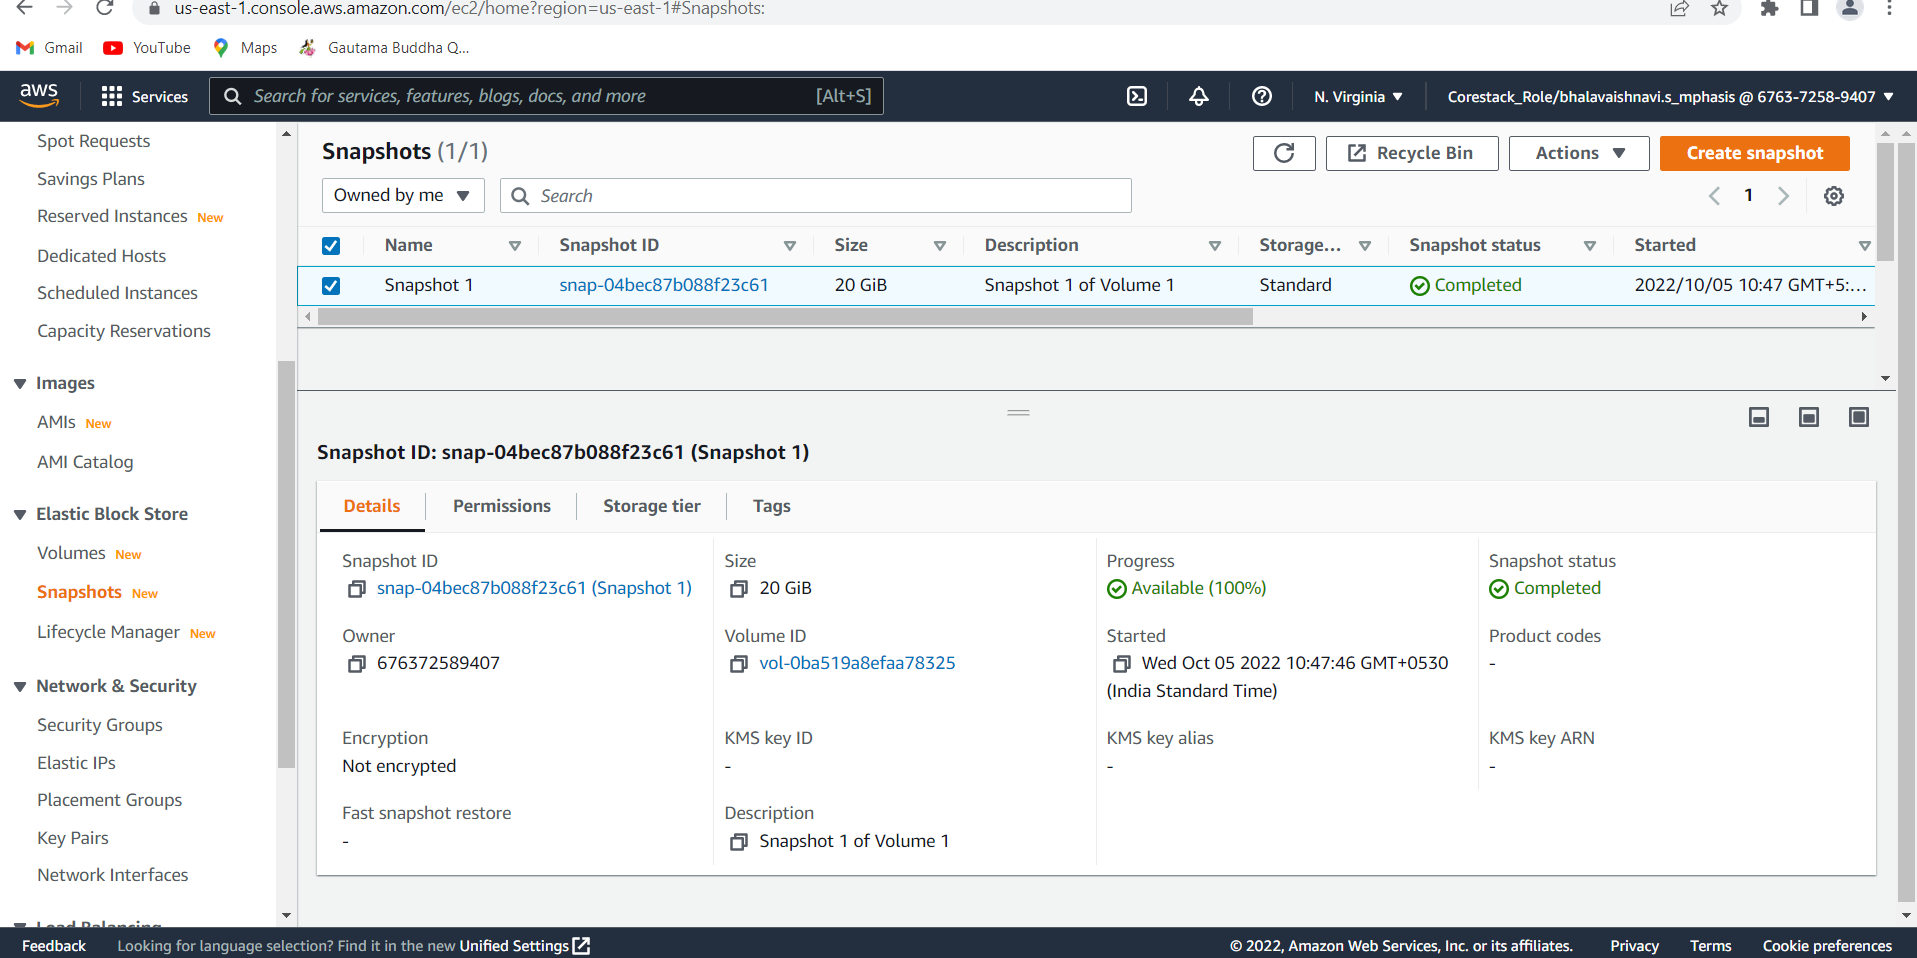 us-east-1.console.aws.amazon.com/ec2/home?region=us-east-1#Snapshots:
Gmail YouTube Maps Gautama Buddha Q...
aws Services Search for services, features, blogs, docs, and more [Alt+S] N. Virginia Corestack_Role/bhalavaishnavi.s_mphasis @ 6763-7258-9407
Spot Requests
Savings Plans
Reserved Instances New
Dedicated Hosts
Scheduled Instances
Capacity Reservations
Images
AMIs New
AMI Catalog
Elastic Block Store
Volumes New
Snapshots New
Lifecycle Manager New
Network & Security
Security Groups
Elastic IPs
Placement Groups
Key Pairs
Network Interfaces
Load Balancing
Snapshots (1/1) Recycle Bin Actions Create snapshot
Owned by me Search 1
Name Snapshot ID Size Description Storage... Snapshot status Started
Snapshot 1 snap-04bec87b088f23c61 20 GiB Snapshot 1 of Volume 1 Standard Completed 2022/10/05 10:47 GMT+5:...
Snapshot ID: snap-04bec87b088f23c61 (Snapshot 1)
Details Permissions Storage tier Tags
Snapshot ID Size Progress Snapshot status
snap-04bec87b088f23c61 (Snapshot 1) 20 GiB Available (100%) Completed
Owner Volume ID Started Product codes
676372589407 vol-0ba519a8efaa78325 Wed Oct 05 2022 10:47:46 GMT+0530 -
(India Standard Time)
Encryption KMS key ID KMS key alias KMS key ARN
Not encrypted - - -
Fast snapshot restore Description
- Snapshot 1 of Volume 1
Feedback Looking for language selection? Find it in the new Unified Settings © 2022, Amazon Web Services, Inc. or its affiliates. Privacy Terms Cookie preferences